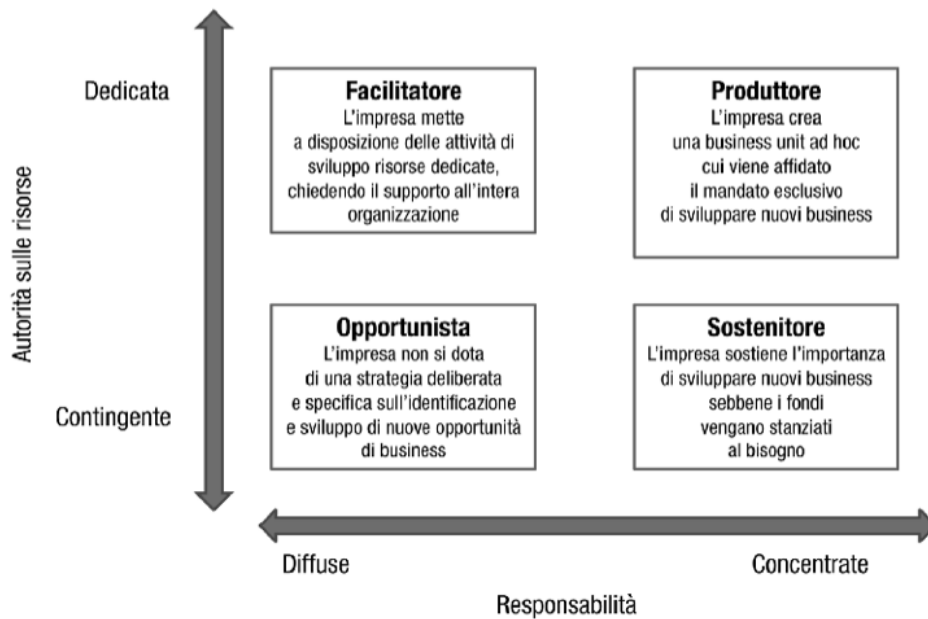 Autorità sulle risorse
Dedicata
Facilitatore
L'impresa mette
a disposizione delle attività di
sviluppo risorse dedicate,
chiedendo il supporto all'intera
organizzazione
Produttore
L'impresa crea
una business unit ad hoc
cui viene affidato
il mandato esclusivo
di sviluppare nuovi business
Contingente
Opportunista
L'impresa non si dota
di una strategia deliberata
e specifica sull'identificazione
e sviluppo di nuove opportunità
di business
Sostenitore
L'impresa sostiene l'importanza
di sviluppare nuovi business
sebbene i fondi
vengano stanziati
al bisogno
Diffuse
Concentrate
Responsabilità